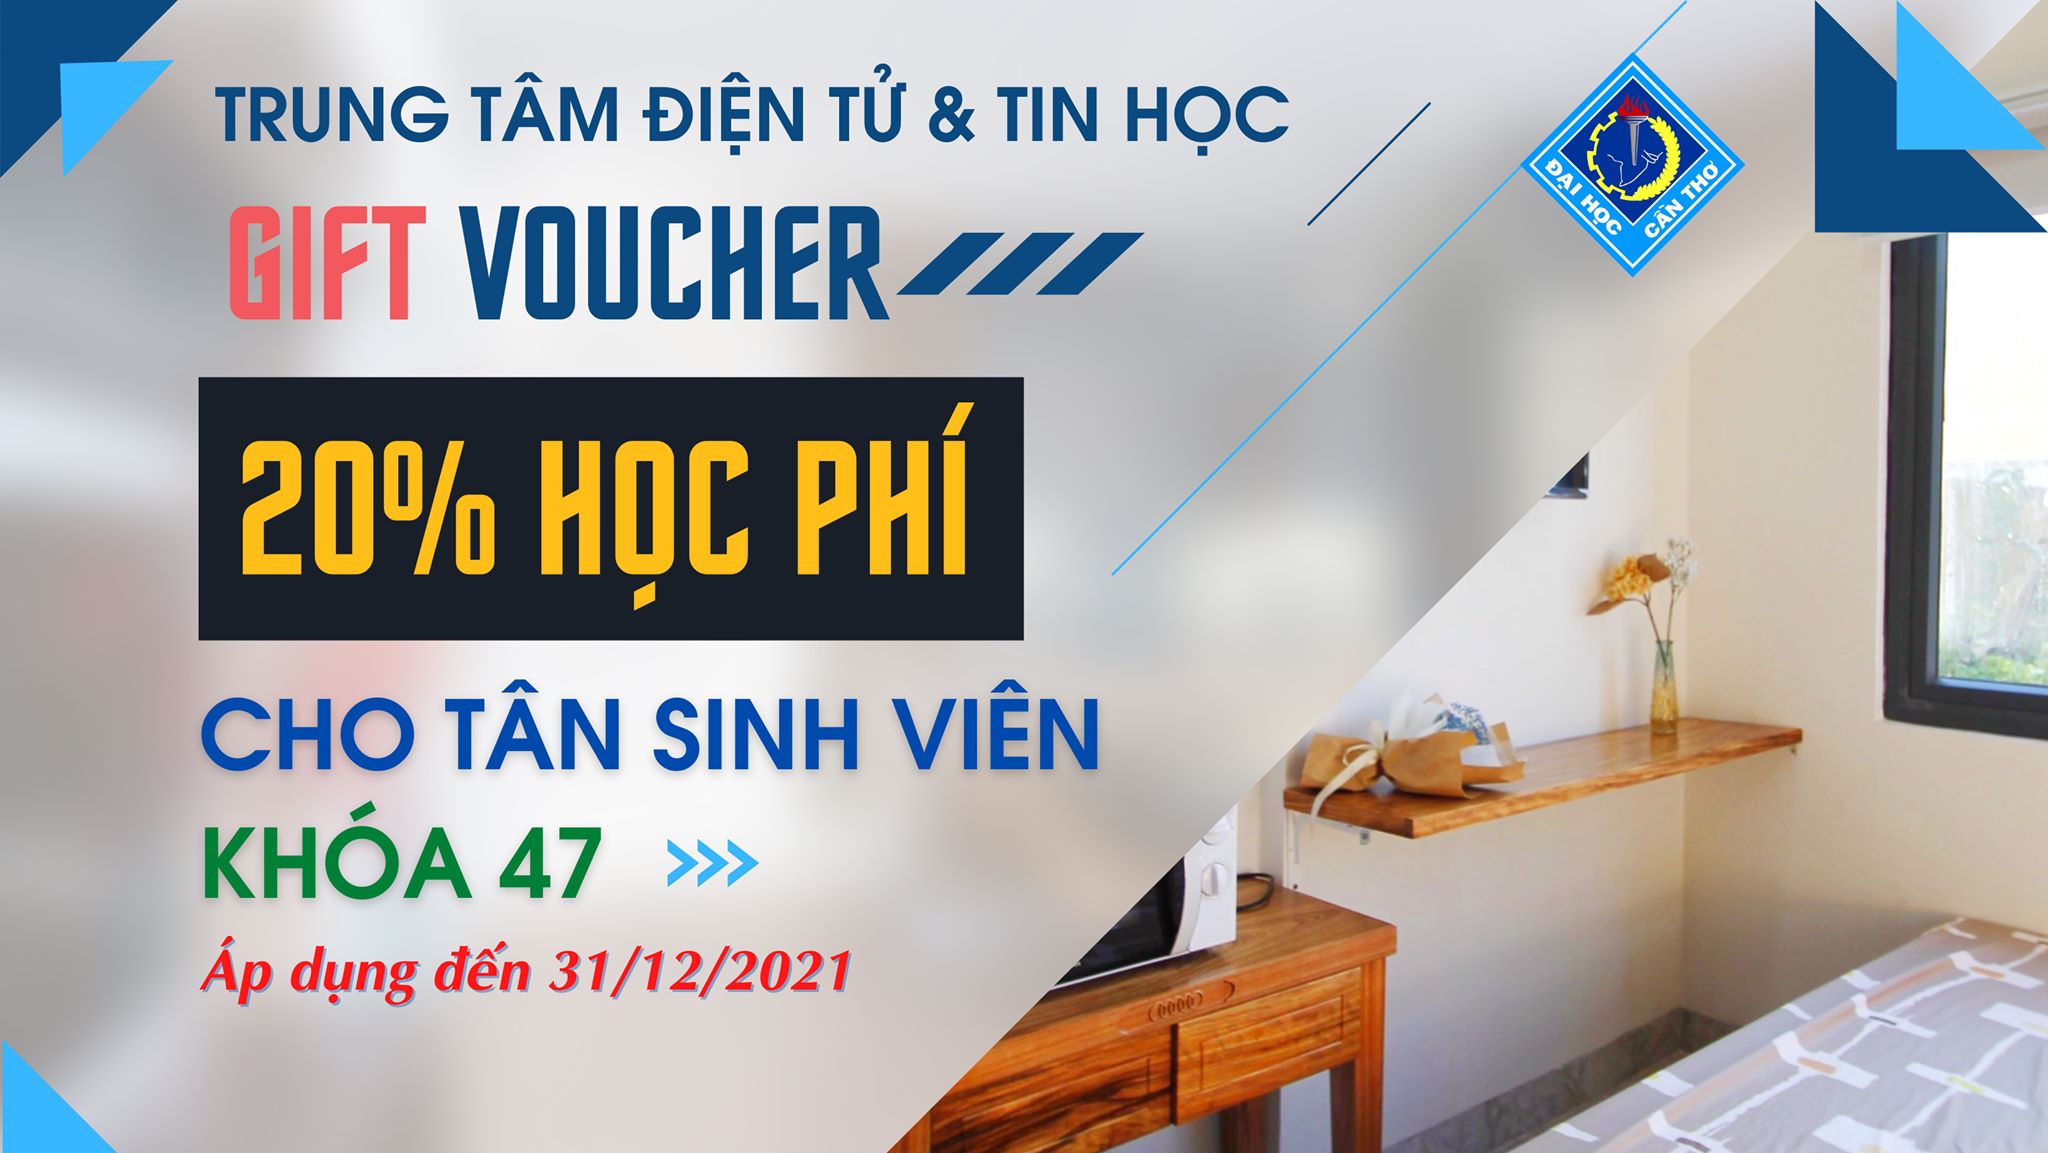 TRUNG TÂM ĐIỆN TỬ & TIN HỌC
ĐẠI HỌC CẦN THƠ
GIFT VOUCHER
20% HỌC PHÍ
CHO TÂN SINH VIÊN
KHÓA 47
Áp dụng đến 31/12/2021